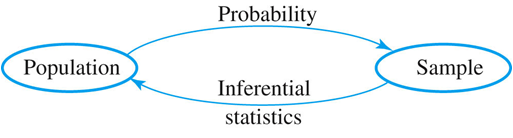 Probability
Population
Sample
Inferential
statistics